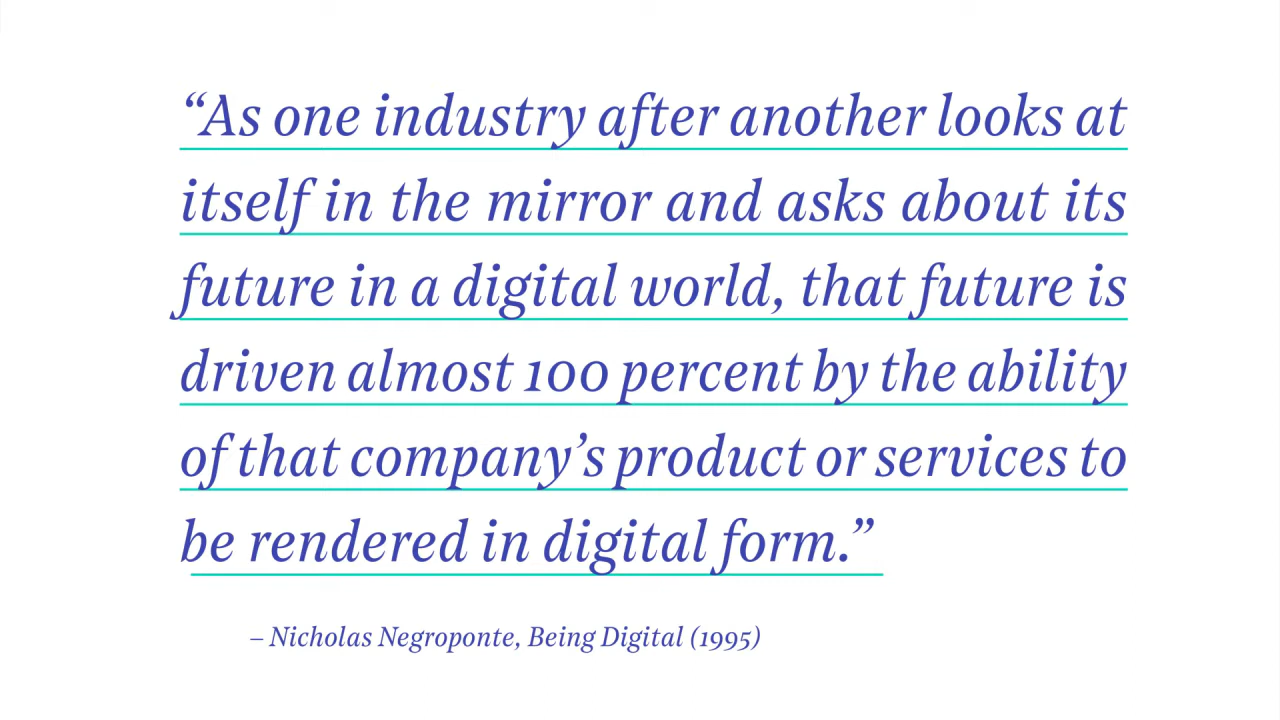 “As one industry after another looks at
itself in the mirror and asks about its
future in a digital world, that future is
driven almost 100 percent by the ability
of that company’s product or services to
be rendered in digital form.”
– Nicholas Negroponte, Being Digital (1995)